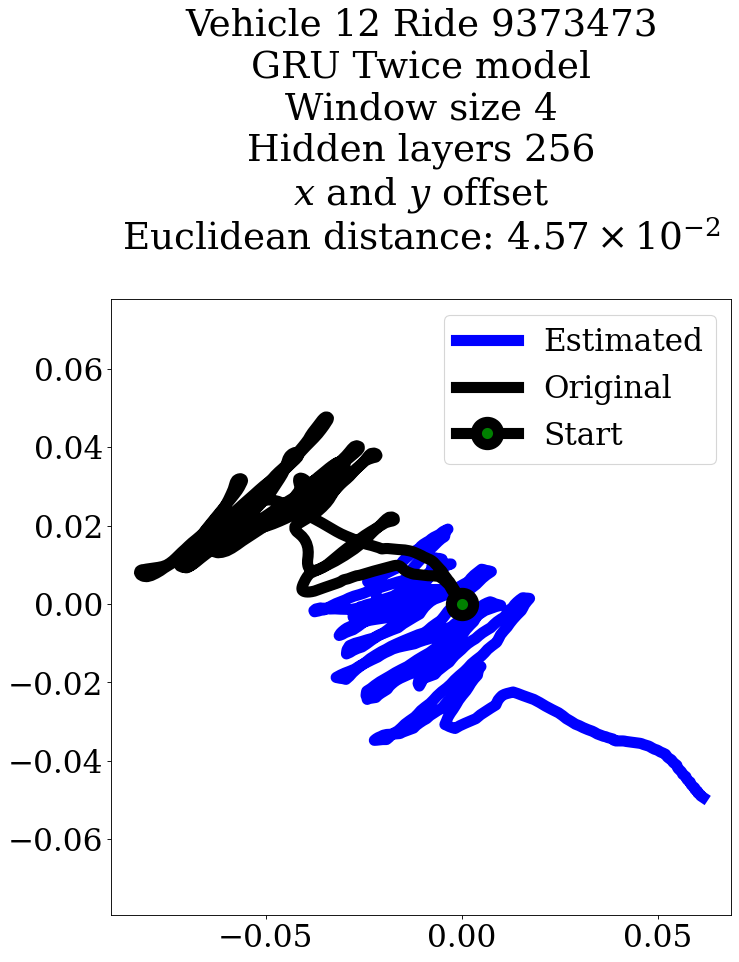 Vehicle 12 Ride 9373473
GRU Twice model
Window size 4
Hidden layers 256
x and y offset
Euclidean distance: 4.57 × 10⁻²
Estimated
Original
Start
0.06
0.04
0.02
0.00
−0.02
−0.04
−0.06
−0.05
0.00
0.05